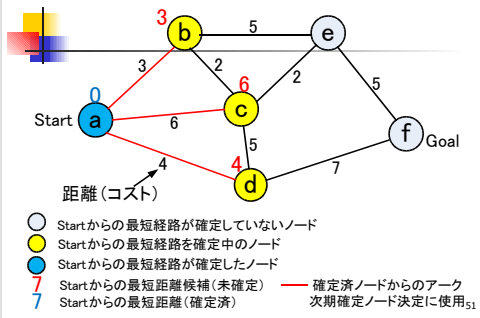 3
b
5
e
3
2
0
6
2
5
Start
a
6
c
f
Goal
5
4
4
d
7
距離(コスト)
Startからの最短経路が確定していないノード
Startからの最短経路を確定中のノード
Startからの最短経路が確定したノード
7 Startからの最短距離候補(未確定)
7 Startからの最短距離(確定済)
確定済ノードからのアーク
次期確定ノード決定に使用
51